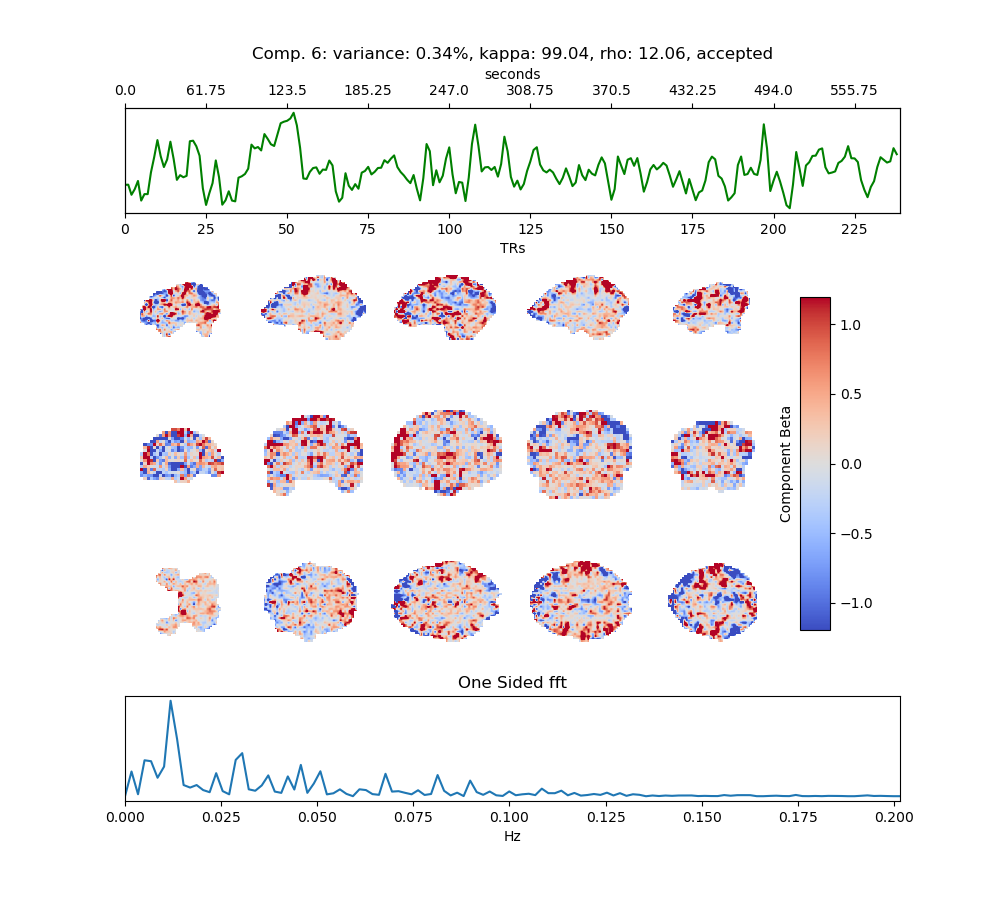 Comp. 6: variance: 0.34%, kappa: 99.04, rho: 12.06, accepted
seconds
0.0 61.75 123.5 185.25 247.0 308.75 370.5 432.25 494.0 555.75
0 25 50 75 100 125 150 175 200 225
TRs
1.0
0.5
0.0
−0.5
−1.0
Component Beta
One Sided fft
0.000 0.025 0.050 0.075 0.100 0.125 0.150 0.175 0.200
Hz